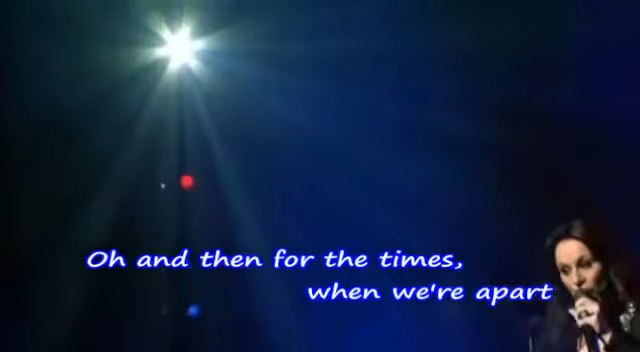 Oh and then for the times,
when we're apart